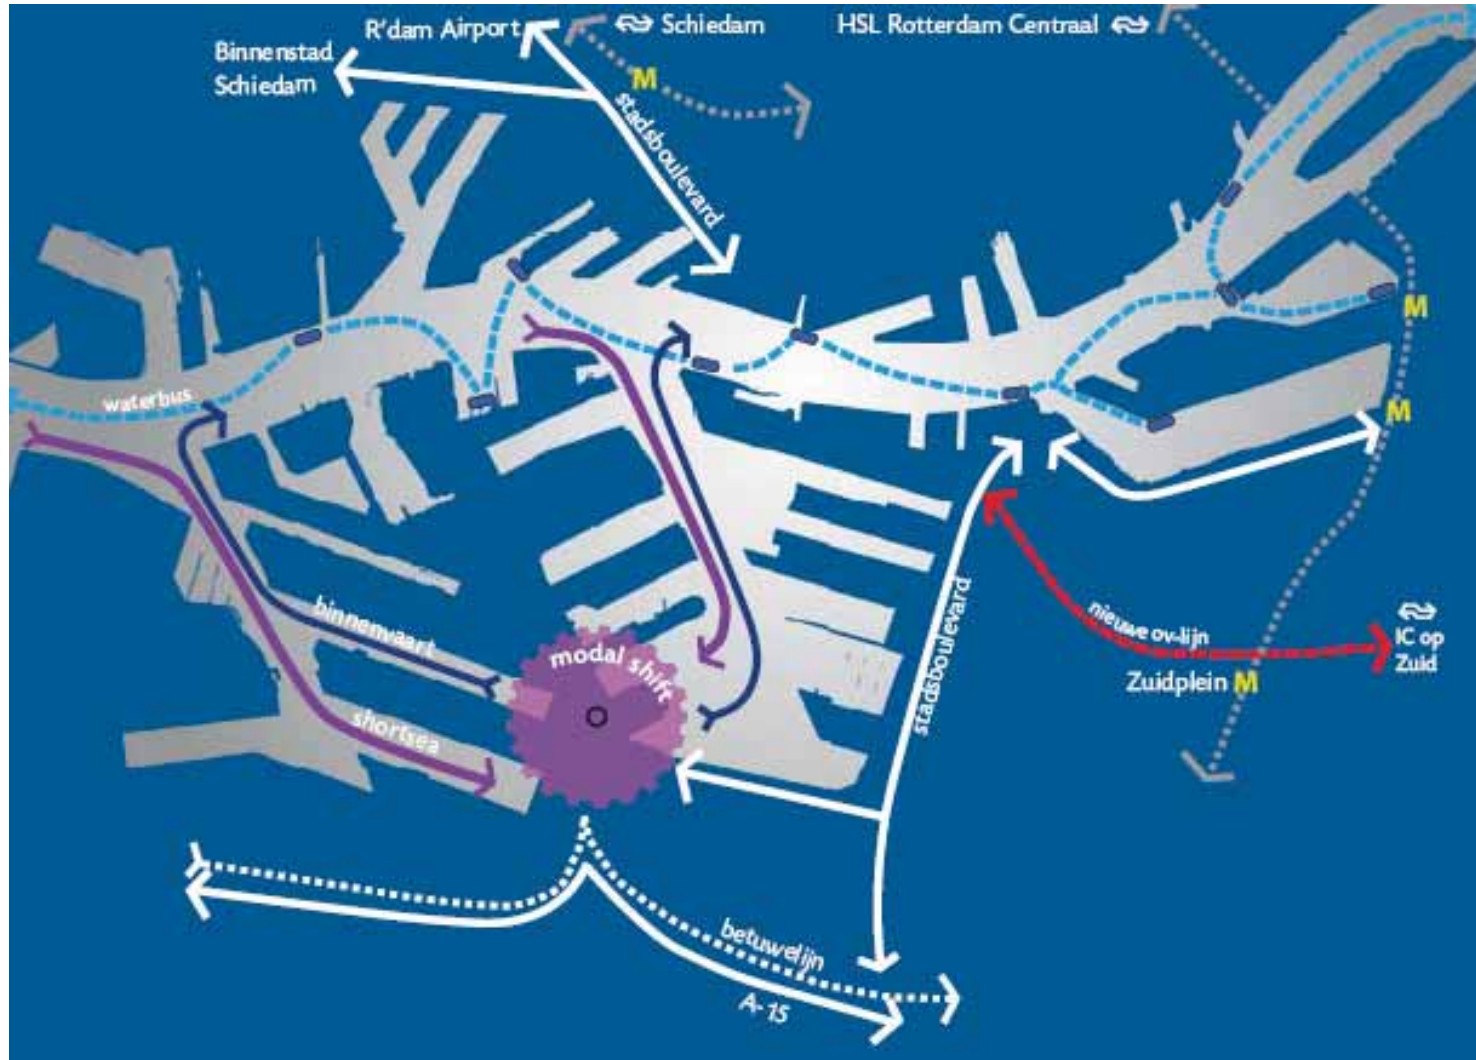 R'dam Airport
Schiedam
HSL Rotterdam Centraal
Binnenstad
Schiedam
M
stadsboulevard
M
waterbus
M
binnenvaart
modal shift
stadsboulevard
nieuwe ov-lijn
IC op
Zuid
Zuidplein M
shortsea
betuwelijn
A-15